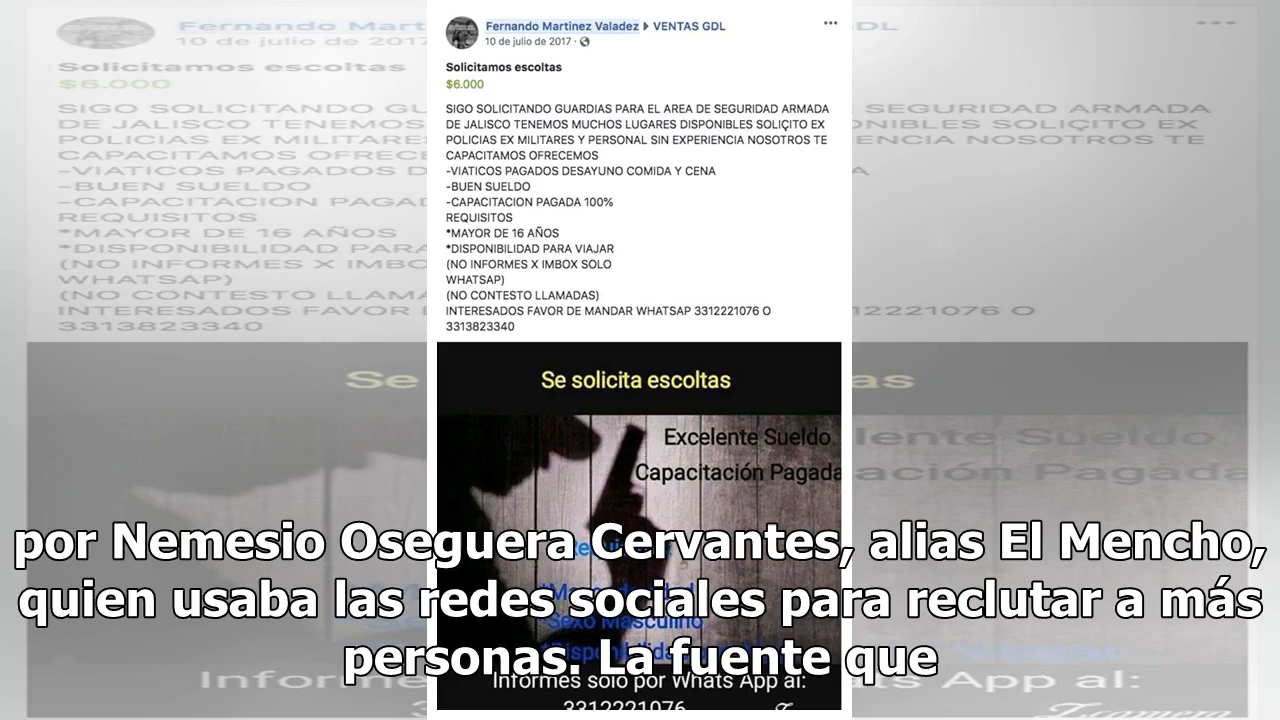 Fernando Martinez Valadez ▸ VENTAS GDL
10 de julio de 2017
Solicitamos escoltas
$6.000
SIGO SOLICITANDO GUARDIAS PARA EL AREA DE SEGURIDAD ARMADA
DE JALISCO TENEMOS MUCHOS LUGARES DISPONIBLES SOLIÇITO EX
POLICIAS EX MILITARES Y PERSONAL SIN EXPERIENCIA NOSOTROS TE
CAPACITAMOS OFRECEMOS
-VIATICOS PAGADOS DESAYUNO COMIDA Y CENA
-BUEN SUELDO
-CAPACITACION PAGADA 100%
REQUISITOS
*MAYOR DE 16 AÑOS
*DISPONIBILIDAD PARA VIAJAR
(NO INFORMES X IMBOX SOLO
WHATSAP)
(NO CONTESTO LLAMADAS)
INTERESADOS FAVOR DE MANDAR WHATSAP 3312221076 O
3313823340
Se solicita escoltas
Excelente Sueldo
Capacitación Pagada
por Nemesio Oseguera Cervantes, alias El Mencho,
quien usaba las redes sociales para reclutar a más
personas. La fuente que
*Sexo Masculino
Informes solo por Whats App al:
3312221076